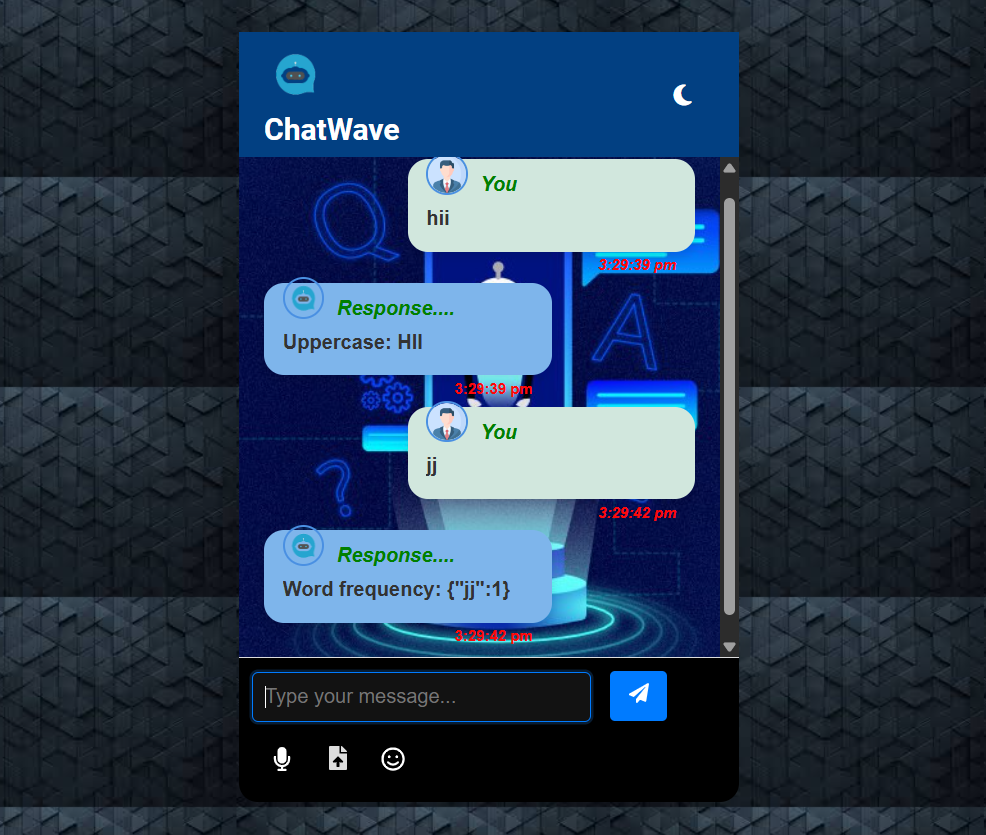 ChatWave
You
hii
3:29:39 pm
Response....
Uppercase: HII
3:29:39 pm
You
jj
3:29:42 pm
Response....
Word frequency: {"jj":1}
3:29:42 pm
Type your message...
Q
A
?